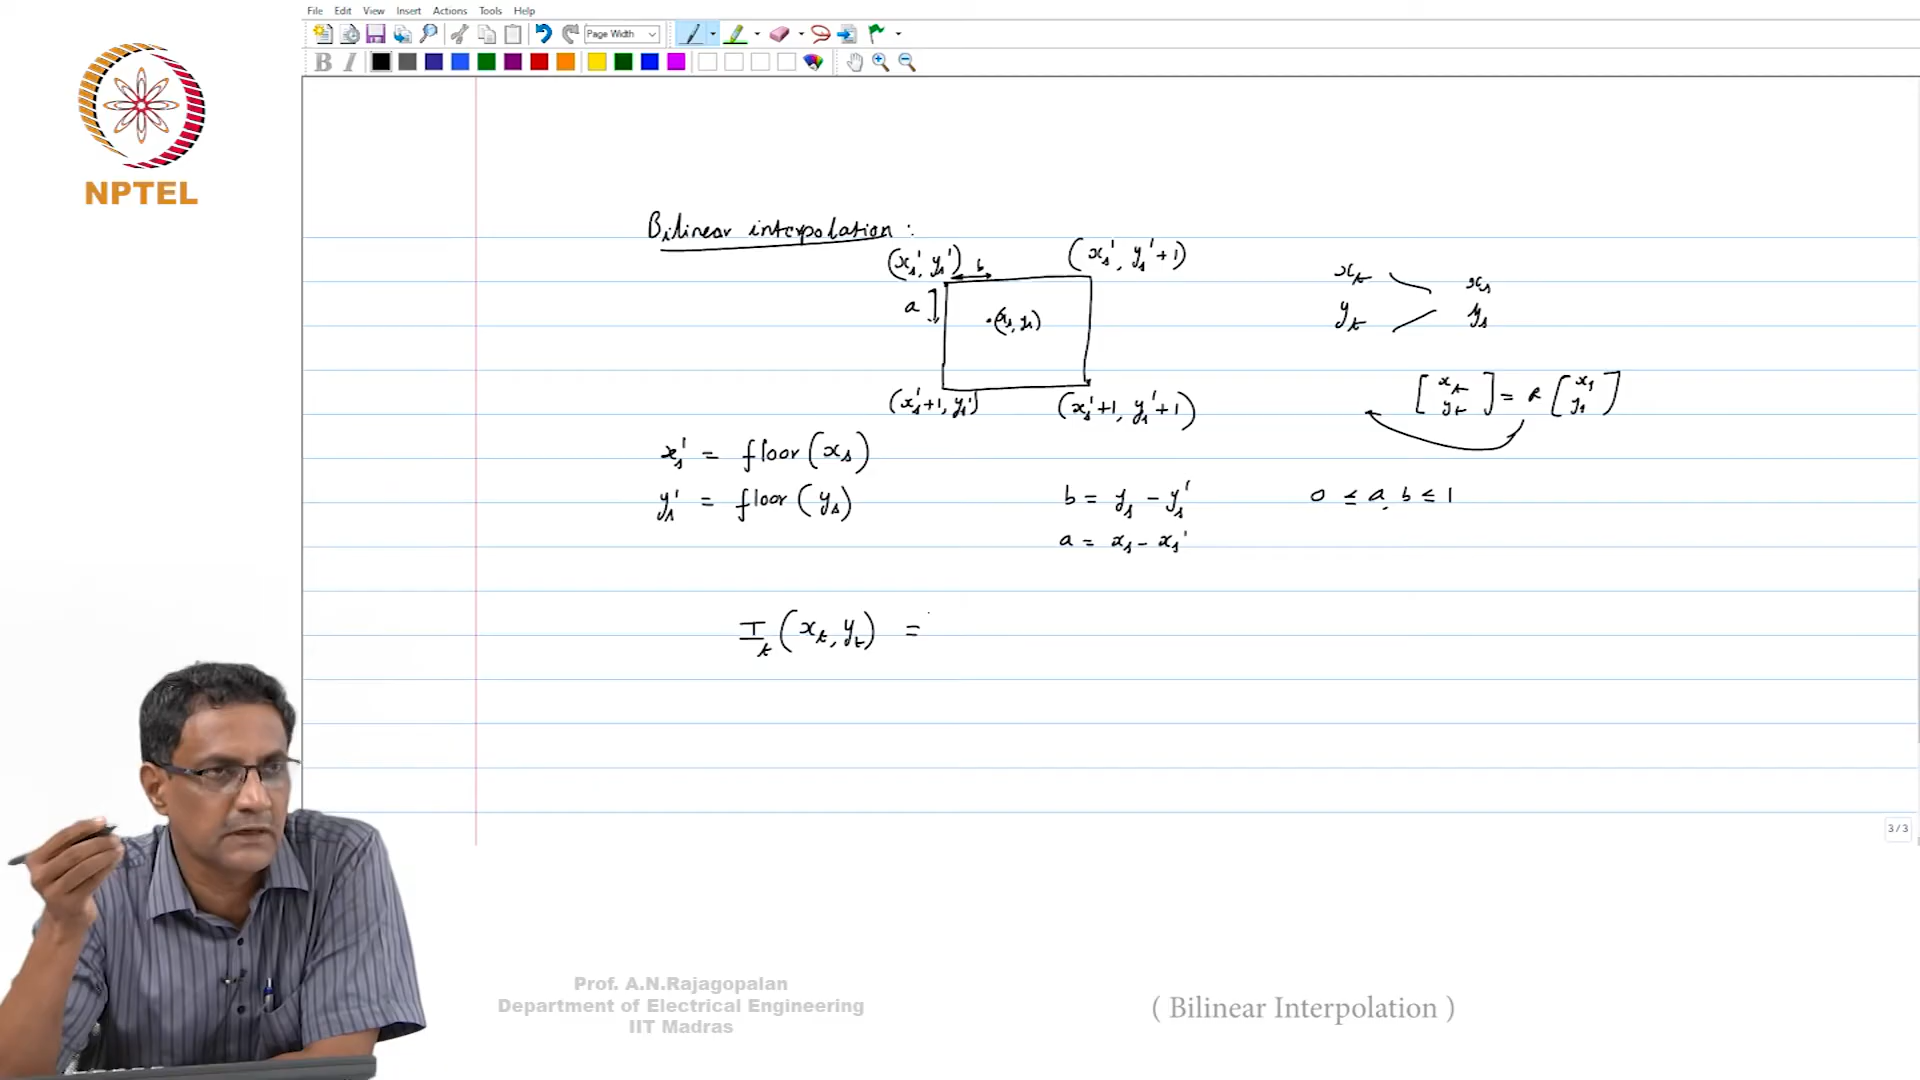 File Edit View Insert Actions Tools Help
Page Width
B I
NPTEL
Bilinear interpolation :
(xₛ', yₛ') b (xₛ', yₛ'+1)
xₜ xₛ
a
yₜ yₛ
(xₛ, yₛ)
[xₜ yₜ] = R [xₛ yₛ]
(xₛ'+1, yₛ') (xₛ'+1, yₛ'+1)
xₛ' = floor(xₛ)
yₛ' = floor(yₛ) b = yₛ - yₛ' 0 ≤ a, b ≤ 1
a = xₛ - xₛ'
Iₜ(xₜ, yₜ) =
3/3
Prof. A.N.Rajagopalan
Department of Electrical Engineering
IIT Madras
( Bilinear Interpolation )